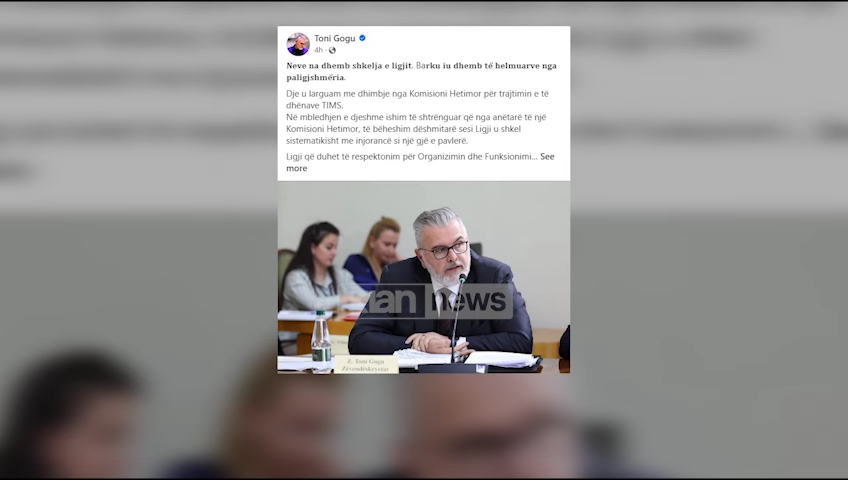 Toni Gogu
4h
Neve na dhemb shkelja e ligjit. Barku iu dhemb të helmuarve nga
paligjshmëria.
Dje u larguam me dhimbje nga Komisioni Hetimor për trajtimin e të
dhënave TIMS.
Në mbledhjen e djeshme ishim të shtrënguar që nga anëtarë të një
Komisioni Hetimor, të bëheshim dëshmitarë sesi Ligji u shkel
sistematikisht me injorancë si një gjë e pavlerë.
Ligji që duhet të respektonim për Organizimin dhe Funksionimi... See
more
news
Z. Toni Gogu
Zëvendëskryetar